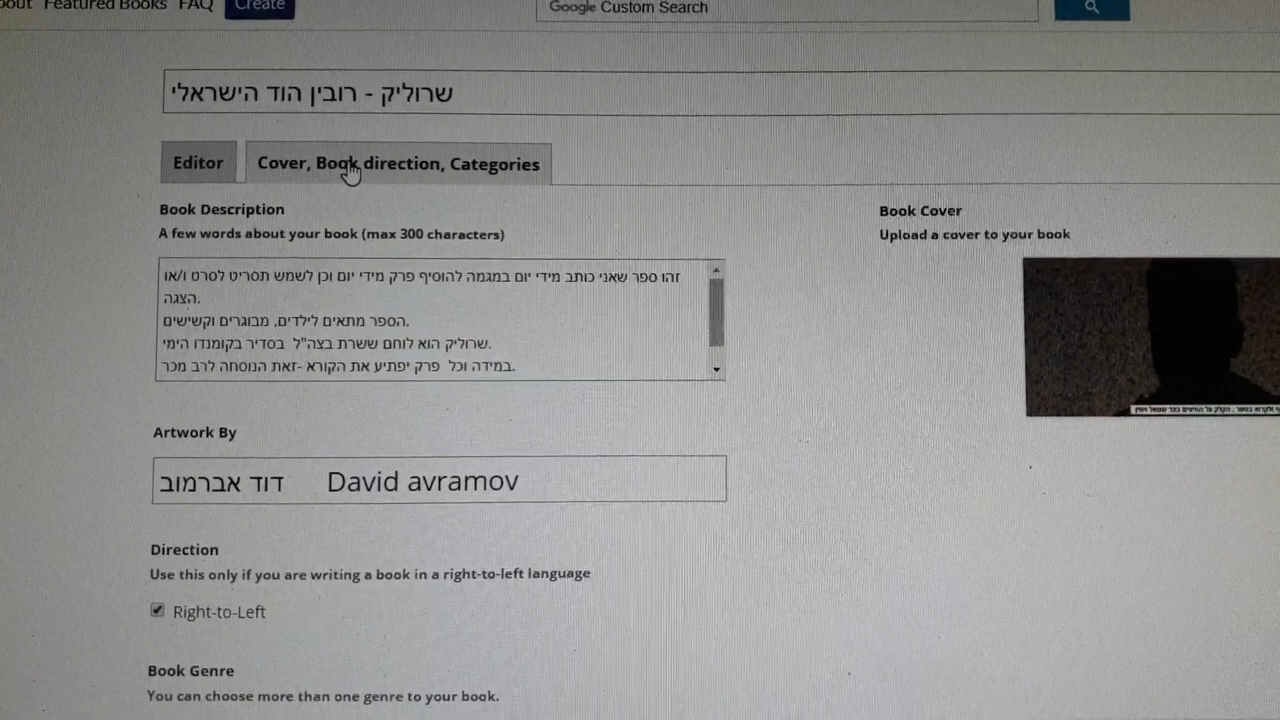 Featured Books FAQ Create
Google Custom Search
שרוליק - רובין הוד הישראלי
Editor
Cover, Book direction, Categories
Book Description
A few words about your book (max 300 characters)
זהו ספר שאני כותב מידי יום במגמה להוסיף פרק מידי יום וכן לשמש תסריט לסרט ו/או
הצגה.
הספר מתאים לילדים, מבוגרים וקשישים.
שרוליק הוא לוחם ששרת בצה"ל בסדיר בקומנדו הימי.
במידה וכל פרק יפתיע את הקורא -זאת הנוסחה לרב מכר.
Book Cover
Upload a cover to your book
Artwork By
דוד אברמוב David avramov
Direction
Use this only if you are writing a book in a right-to-left language
Right-to-Left
Book Genre
You can choose more than one genre to your book.